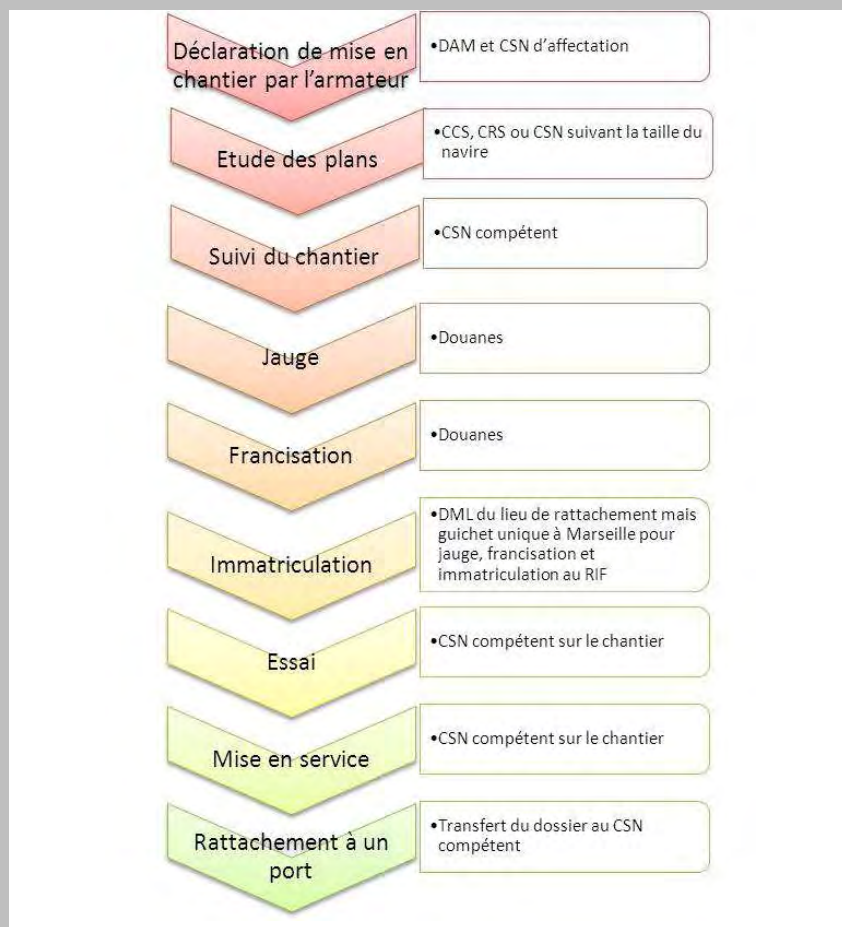 Déclaration de mise en
chantier par l'armateur
•DAM et CSN d'affectation
Etude des plans
•CCS, CRS ou CSN suivant la taille du
navire
Suivi du chantier
•CSN compétent
Jauge
•Douanes
Francisation
•Douanes
Immatriculation
•DML du lieu de rattachement mais
guichet unique à Marseille pour
jauge, francisation et
immatriculation au RIF
Essai
•CSN compétent sur le chantier
Mise en service
•CSN compétent sur le chantier
Rattachement à un
port
•Transfert du dossier au CSN
compétent